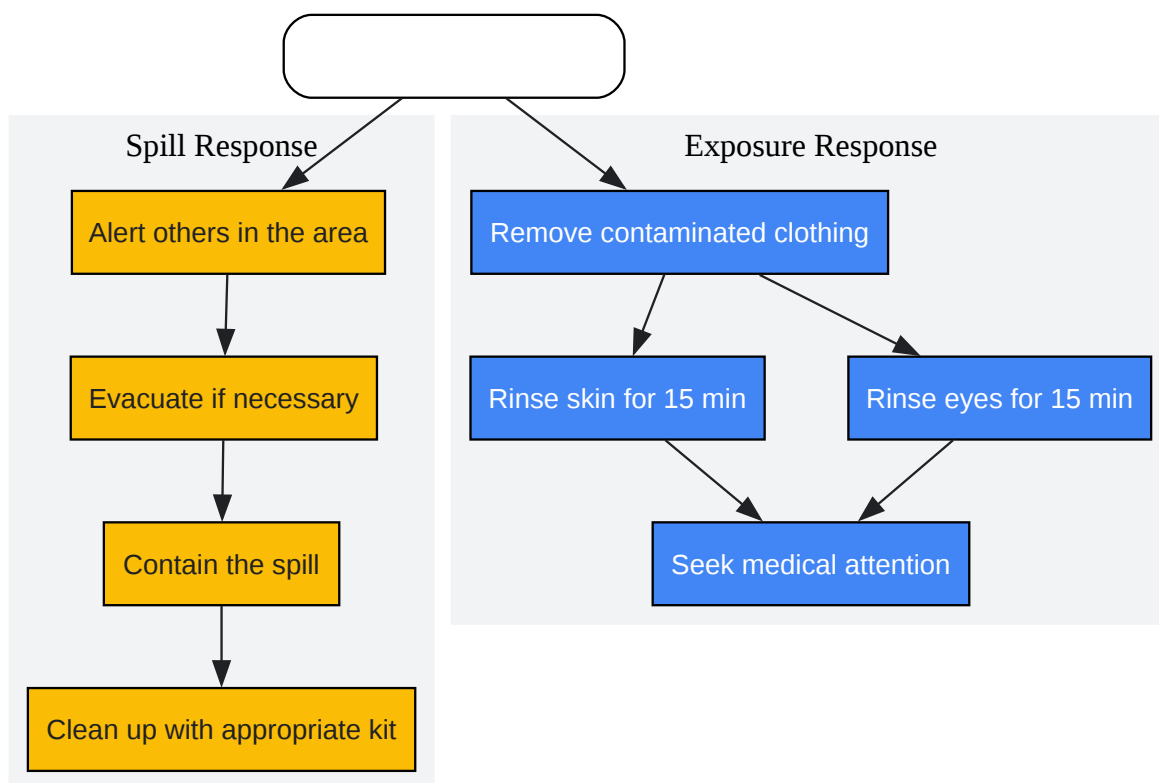 Spill Response
Alert others in the area
Evacuate if necessary
Contain the spill
Clean up with appropriate kit
Exposure Response
Remove contaminated clothing
Rinse skin for 15 min
Rinse eyes for 15 min
Seek medical attention